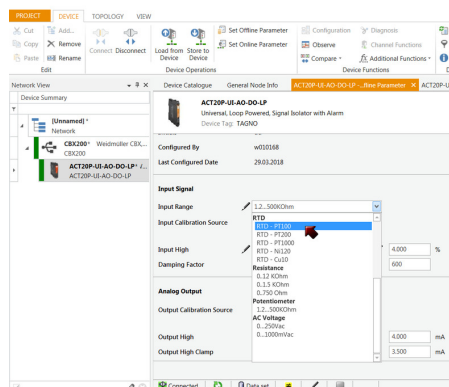 PROJECT DEVICE TOPOLOGY VIEW
Cut Add...
Copy Remove
Paste Rename
Connect Disconnect
Load from Device Store to Device
Set Offline Parameter
Set Online Parameter
Configuration Diagnosis
Observe Channel Functions
Compare Additional Functions
Edit Device Operations Device Functions
Network View
Device Catalogue General Node Info ACT20P-UI-AO-DO-LP -...line Parameter ACT20P-U
Device Summary
ACT20P-UI-AO-DO-LP
Universal, Loop Powered, Signal Isolator with Alarm
Device Tag: TAGNO
[Unnamed]*
Network
CBX200* Weidmuller CBX,...
CBX200
ACT20P-UI-AO-DO-LP* /...
ACT20P-UI-AO-DO-LP
Configured By w010168
Last Configured Date 29.03.2018
Input Signal
Input Range 1.2...500KOhm
Input Calibration Source
RTD
RTD - PT100
RTD - PT200
RTD - PT1000
RTD - Ni120
RTD - Cu10
Resistance
0..12 KOhm
0..1.5 KOhm
0..750 Ohm
Potentiometer
1.2...500KOhm
AC Voltage
0...250Vac
0...1000mVac
Input High 4.000 %
Damping Factor 600
Analog Output
Output Calibration Source
Output High 4.000 mA
Output High Clamp 3.500 mA
Connected Data set